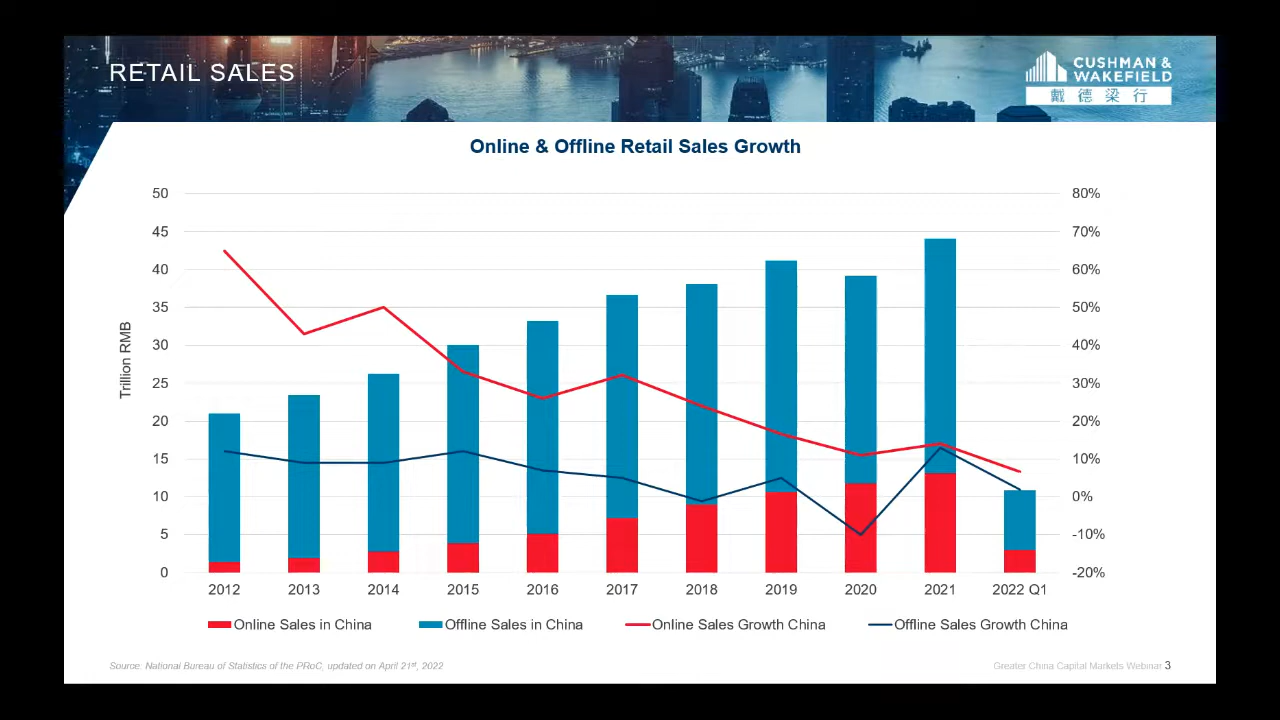 RETAIL SALES
CUSHMAN &
WAKEFIELD
戴德梁行
Online & Offline Retail Sales Growth
50
45
40
35
30
25
20
15
10
5
0
Trillion RMB
80%
70%
60%
50%
40%
30%
20%
10%
0%
-10%
-20%
2012 2013 2014 2015 2016 2017 2018 2019 2020 2021 2022 Q1
Online Sales in China Offline Sales in China Online Sales Growth China Offline Sales Growth China
Source: National Bureau of Statistics of the PRoC, updated on April 21st, 2022
Greater China Capital Markets Webinar 3